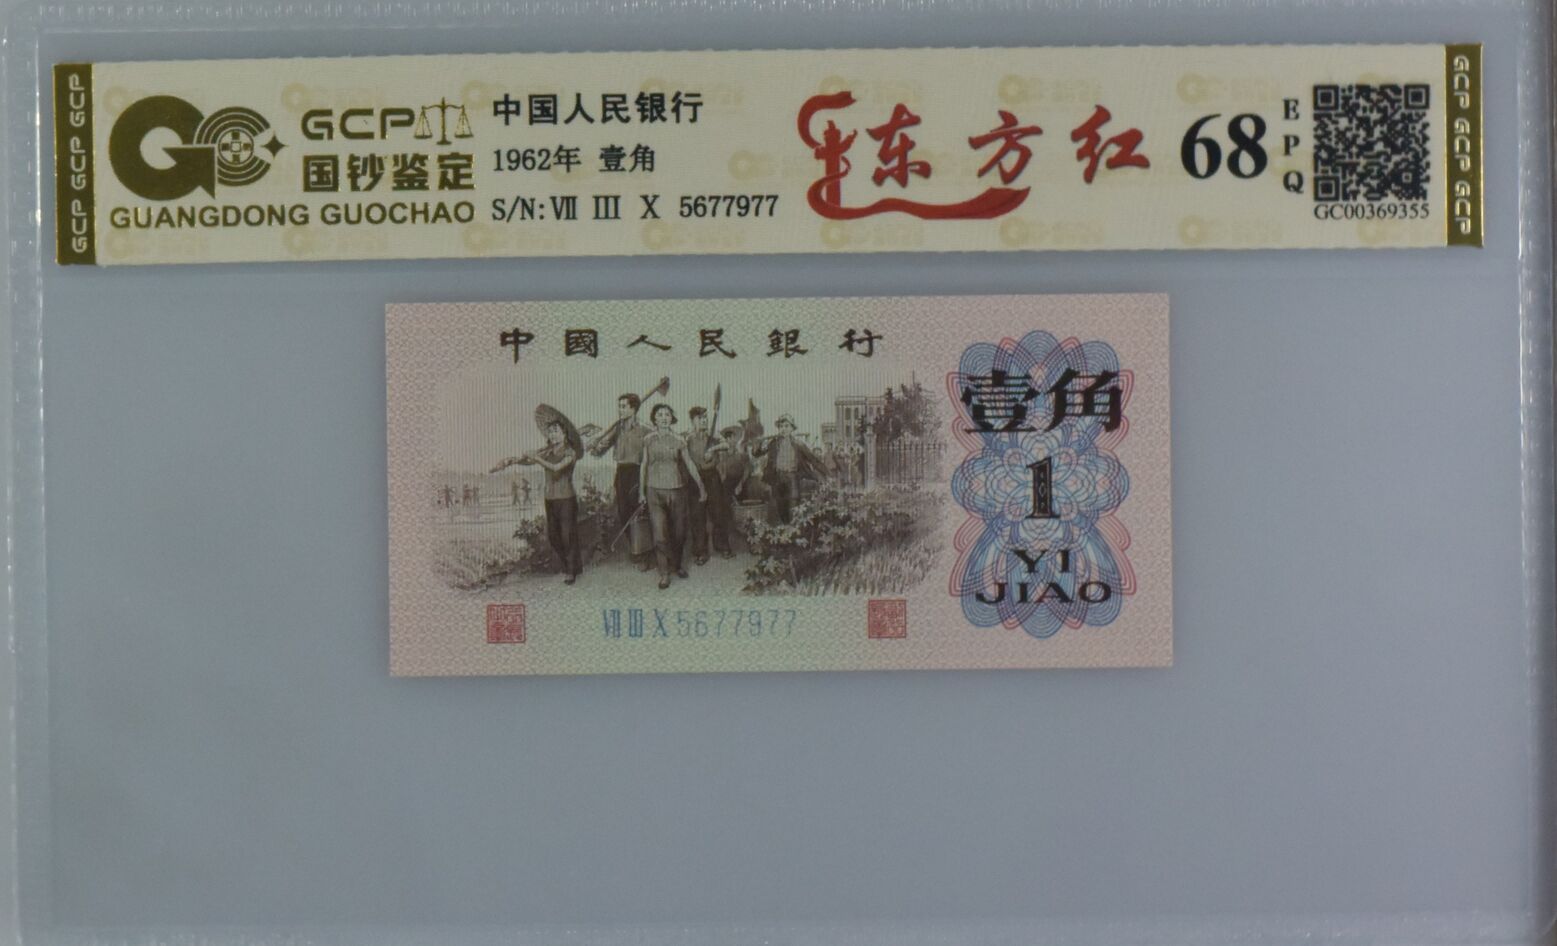 GCP GCP GCP
GCP
国钞鉴定
GUANGDONG GUOCHAO
中国人民银行
1962年 壹角
S/N: Ⅶ Ⅲ Ⅹ 5677977
东方红
68
EPQ
GC00369355
GCP GCP GCP
中國人民銀行
壹角
1
YI
JIAO
Ⅶ Ⅲ Ⅹ 5677977